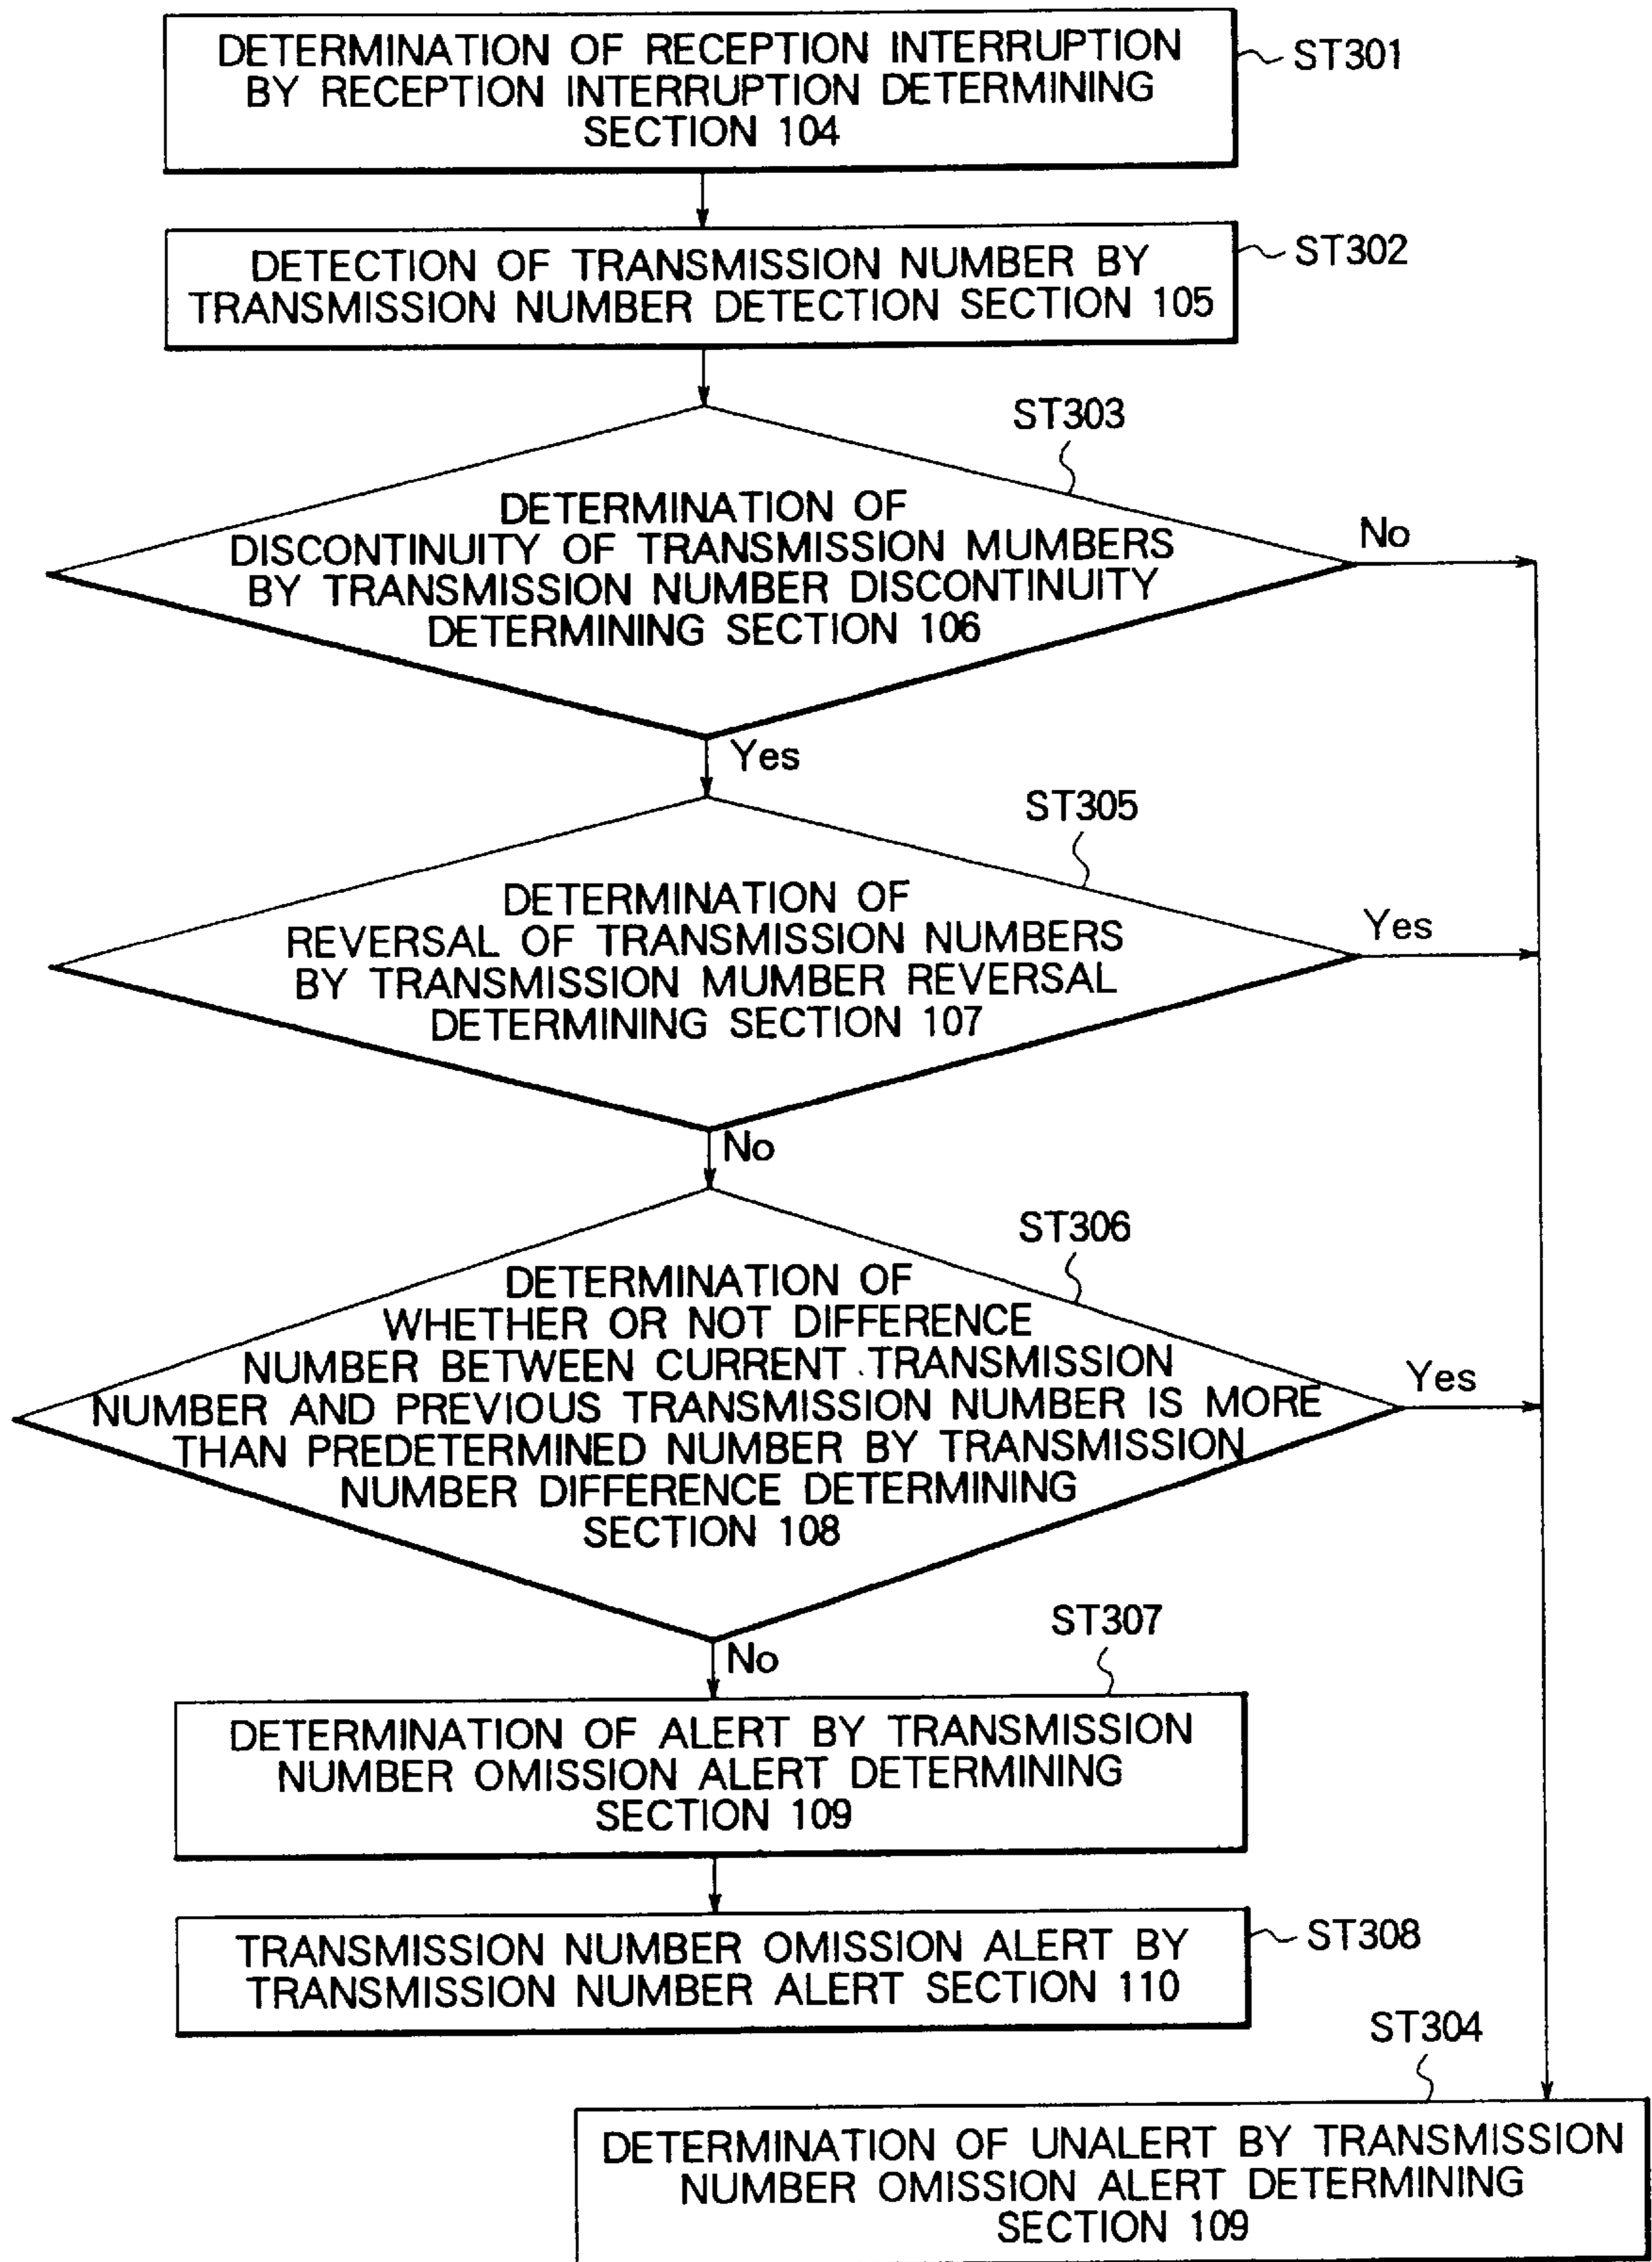 DETERMINATION OF RECEPTION INTERRUPTION
BY RECEPTION INTERRUPTION DETERMINING
SECTION 104
ST301
DETECTION OF TRANSMISSION NUMBER BY
TRANSMISSION NUMBER DETECTION SECTION 105
ST302
ST303
DETERMINATION OF
DISCONTINUITY OF TRANSMISSION MUMBERS
BY TRANSMISSION NUMBER DISCONTINUITY
DETERMINING SECTION 106
No
Yes
ST305
DETERMINATION OF
REVERSAL OF TRANSMISSION NUMBERS
BY TRANSMISSION MUMBER REVERSAL
DETERMINING SECTION 107
Yes
No
ST306
DETERMINATION OF
WHETHER OR NOT DIFFERENCE
NUMBER BETWEEN CURRENT TRANSMISSION
NUMBER AND PREVIOUS TRANSMISSION NUMBER IS MORE
THAN PREDETERMINED NUMBER BY TRANSMISSION
NUMBER DIFFERENCE DETERMINING
SECTION 108
Yes
No
ST307
DETERMINATION OF ALERT BY TRANSMISSION
NUMBER OMISSION ALERT DETERMINING
SECTION 109
TRANSMISSION NUMBER OMISSION ALERT BY
TRANSMISSION NUMBER ALERT SECTION 110
ST308
ST304
DETERMINATION OF UNALERT BY TRANSMISSION
NUMBER OMISSION ALERT DETERMINING
SECTION 109